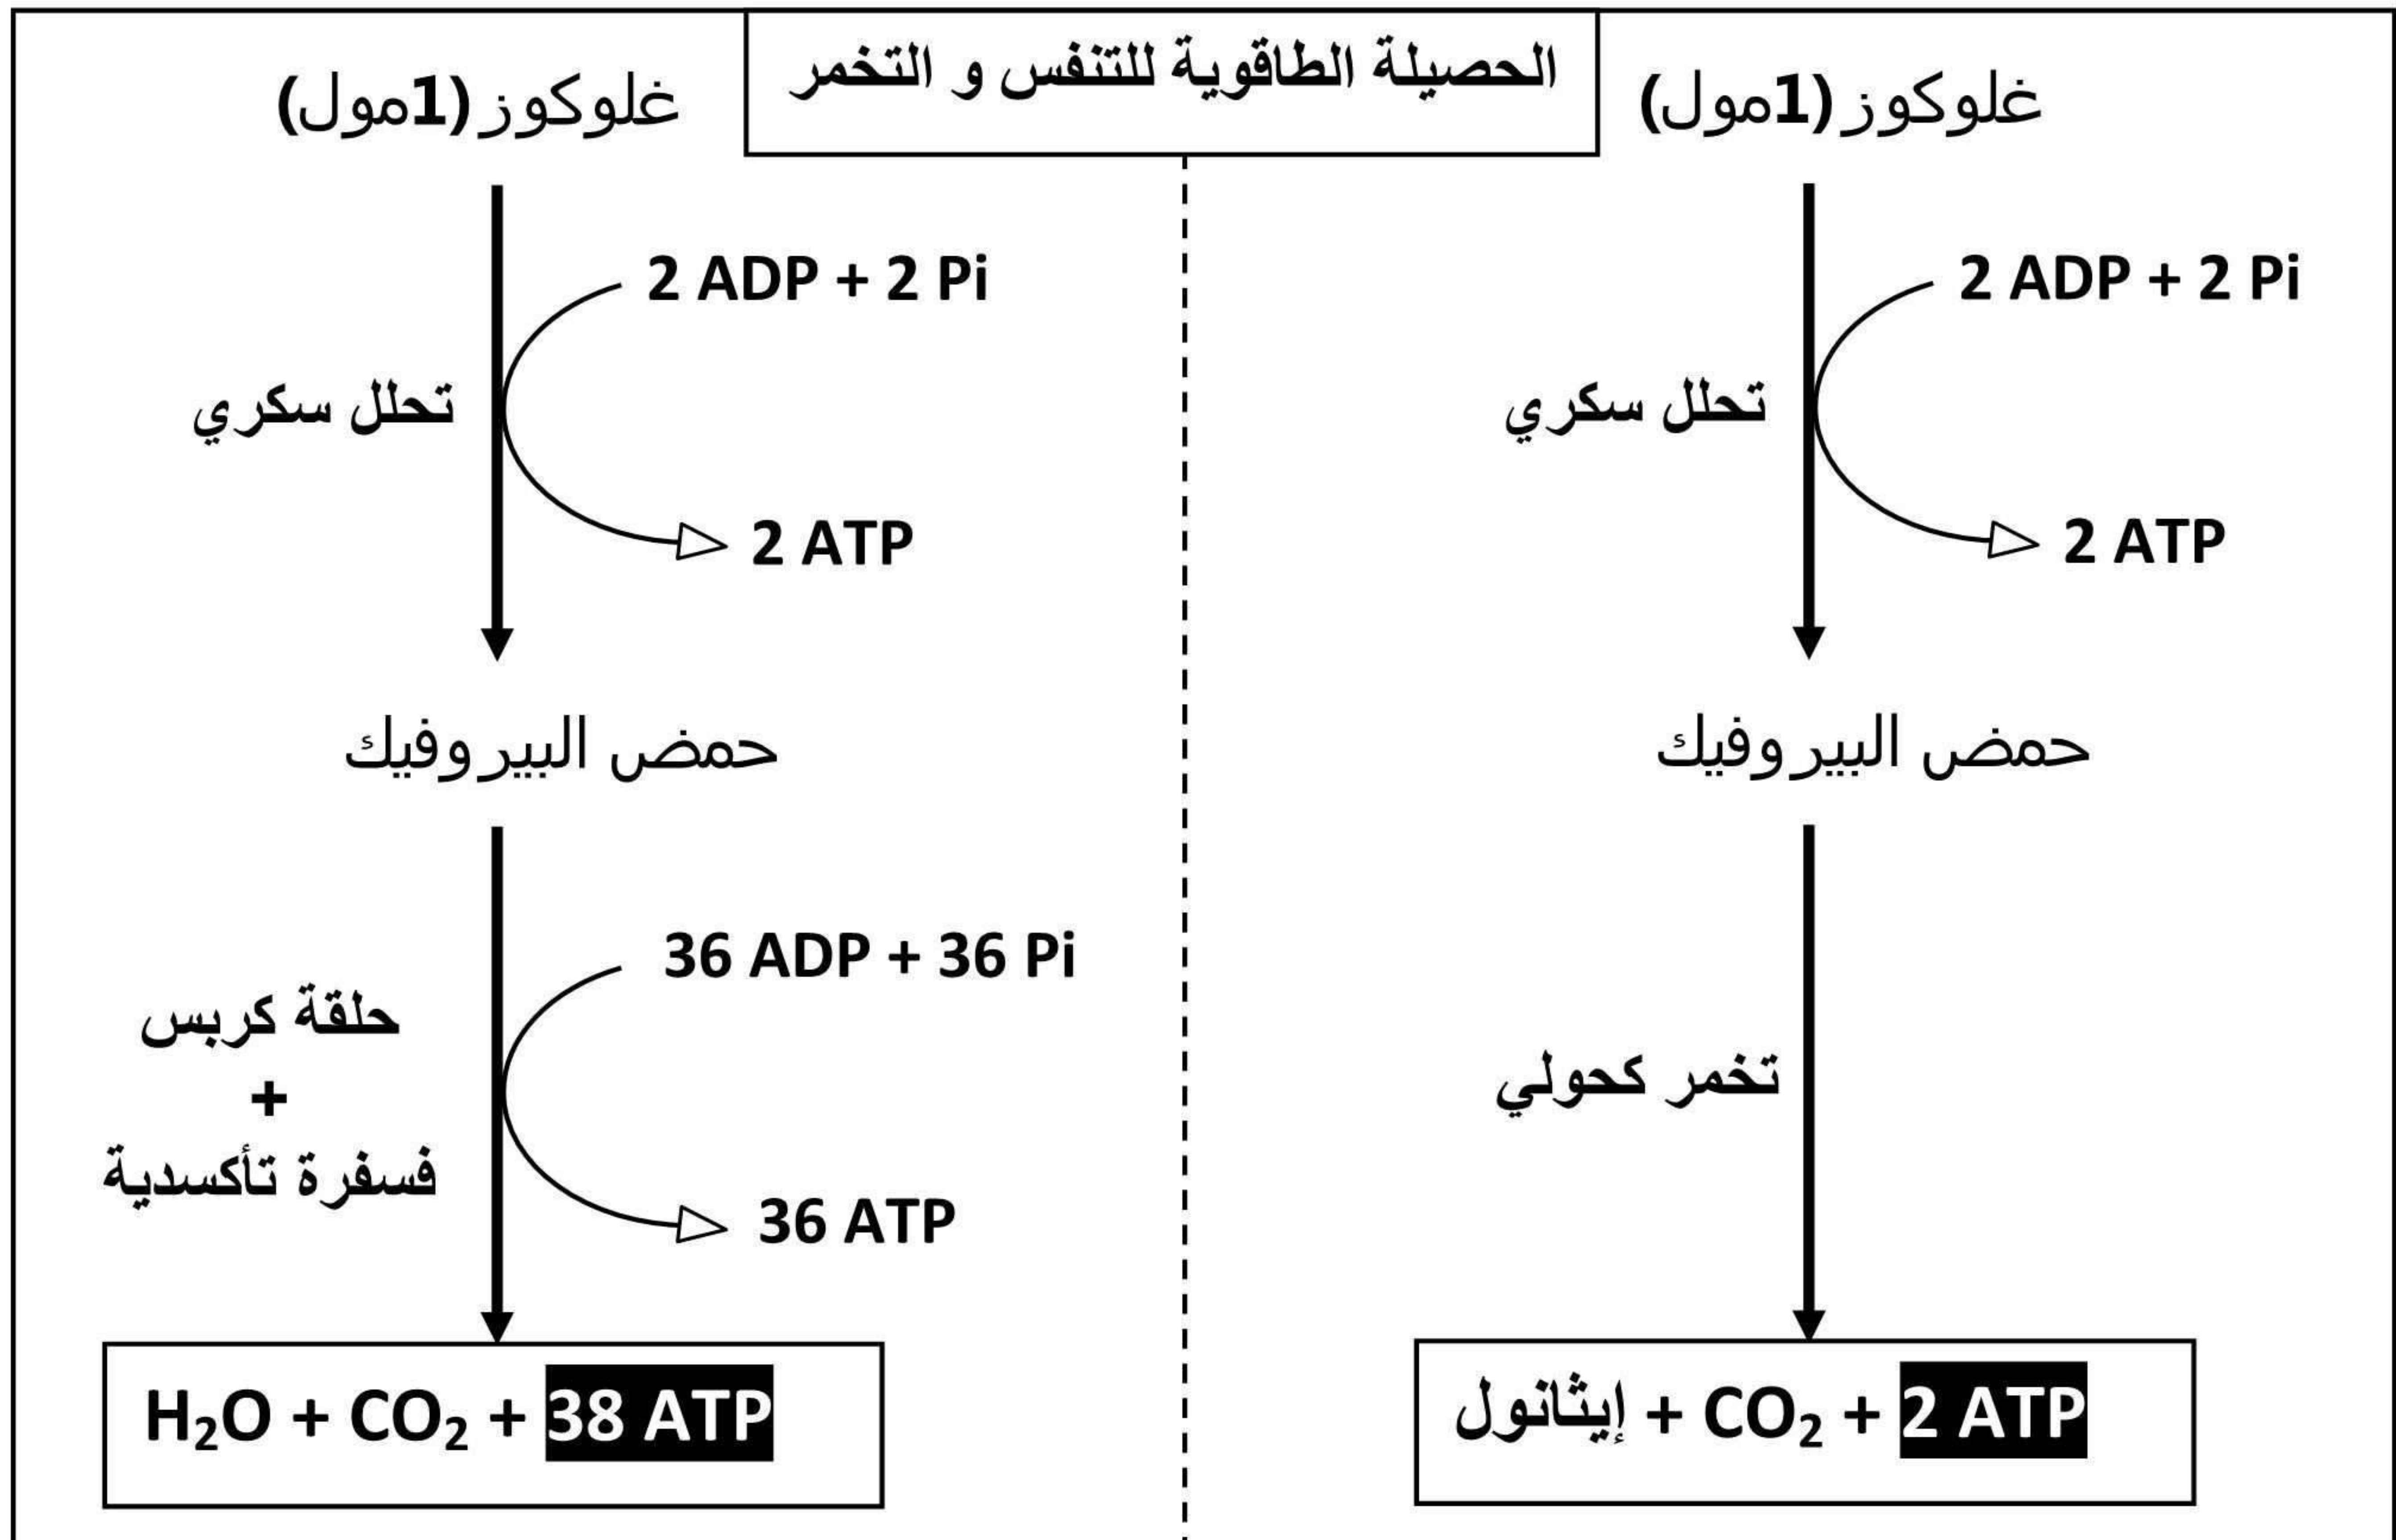 الحصيلة الطاقوية للتنفس و التخمر
غلوكوز (1مول)
2 ADP + 2 Pi
تحلل سكري
2 ATP
حمض البيروفيك
تخمر كحولي
إيثانول + CO₂ + 2 ATP
غلوكوز (1مول)
2 ADP + 2 Pi
تحلل سكري
2 ATP
حمض البيروفيك
36 ADP + 36 Pi
حلقة كربس
+
فسفرة تأكسدية
36 ATP
H₂O + CO₂ + 38 ATP